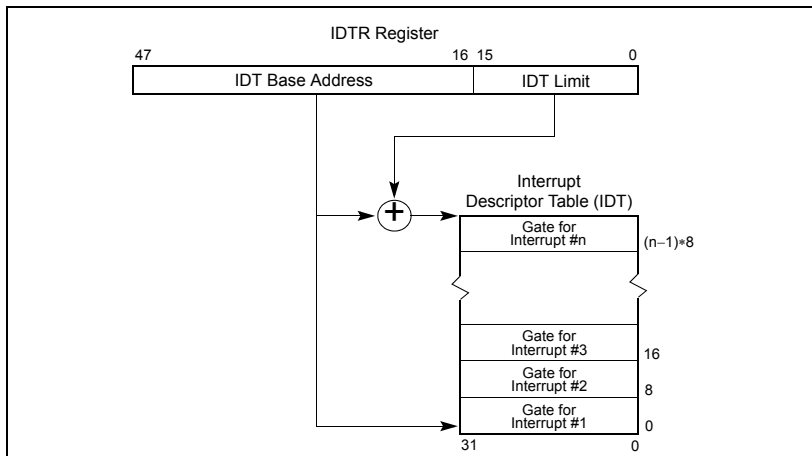 IDTR Register
47 16 15 0
IDT Base Address IDT Limit
+
Interrupt
Descriptor Table (IDT)
Gate for
Interrupt #n
(n−1)∗8
Gate for
Interrupt #3
16
Gate for
Interrupt #2
8
Gate for
Interrupt #1
0
31 0